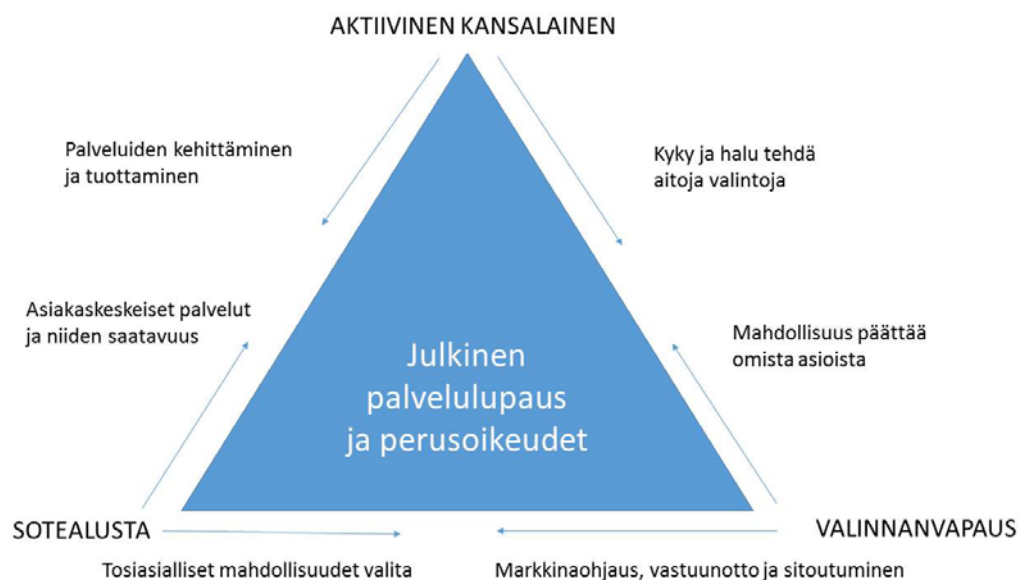 AKTIIVINEN KANSALAINEN
Palveluiden kehittäminen
ja tuottaminen
Kyky ja halu tehdä
aitoja valintoja
Asiakaskeskeiset palvelut
ja niiden saatavuus
Mahdollisuus päättää
omista asioista
Julkinen
palvelulupaus
ja perusoikeudet
SOTEALUSTA
VALINNANVAPAUS
Tosiasialliset mahdollisuudet valita
Markkinaohjaus, vastuunotto ja sitoutuminen